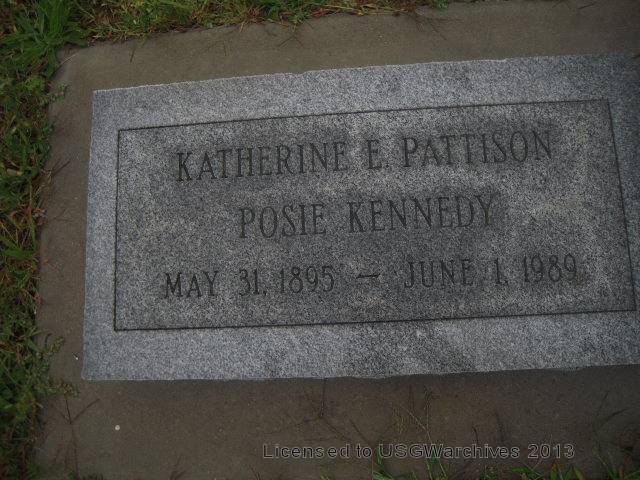 KATHERINE E. PATTISON
POSIE KENNEDY
MAY 31, 1895 — JUNE 1, 1989
Licensed to USGWarchives 2013